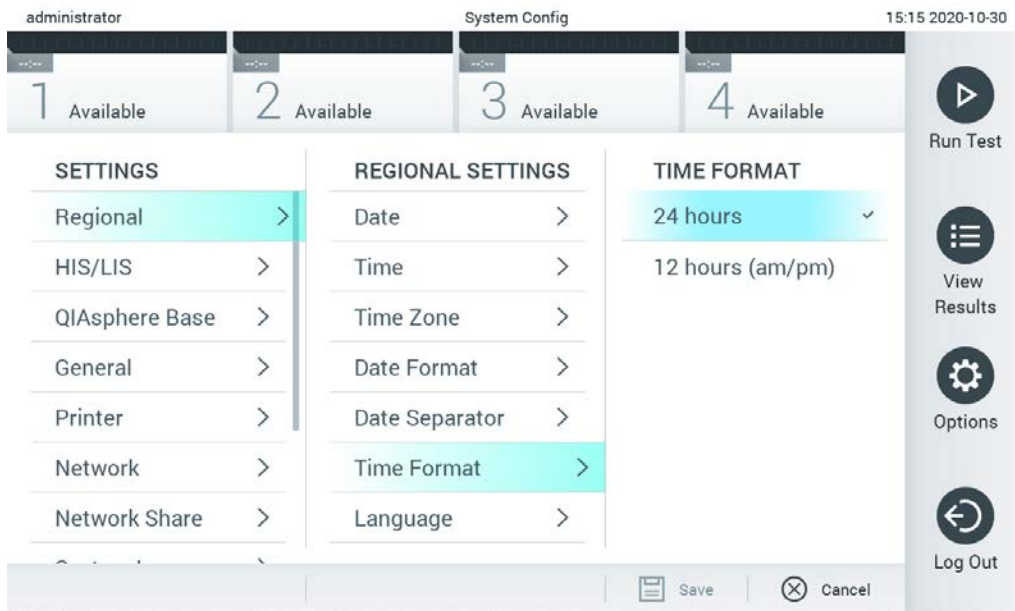 administrator System Config 15:15 2020-10-30
--:-- --:-- --:-- --:--
1 Available 2 Available 3 Available 4 Available
Run Test
SETTINGS REGIONAL SETTINGS TIME FORMAT
Regional Date 24 hours
HIS/LIS Time 12 hours (am/pm)
View
Results
QIAsphere Base Time Zone
General Date Format
Printer Date Separator
Options
Network Time Format
Network Share Language
Log Out
Save Cancel